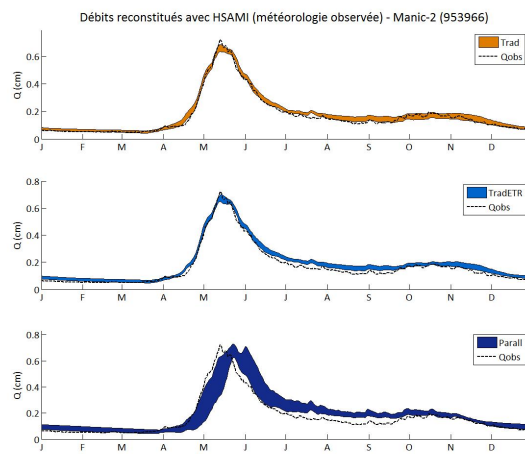 Débits reconstitués avec HSAMI (météorologie observée) - Manic-2 (953966)
Trad
Qobs
Q (cm)
0.6
0.4
0.2
0
J F M A M J J A S O N D
TradETR
Qobs
Q (cm)
0.8
0.6
0.4
0.2
0
J F M A M J J A S O N D
Parall
Qobs
Q (cm)
0.8
0.6
0.4
0.2
0
J F M A M J J A S O N D